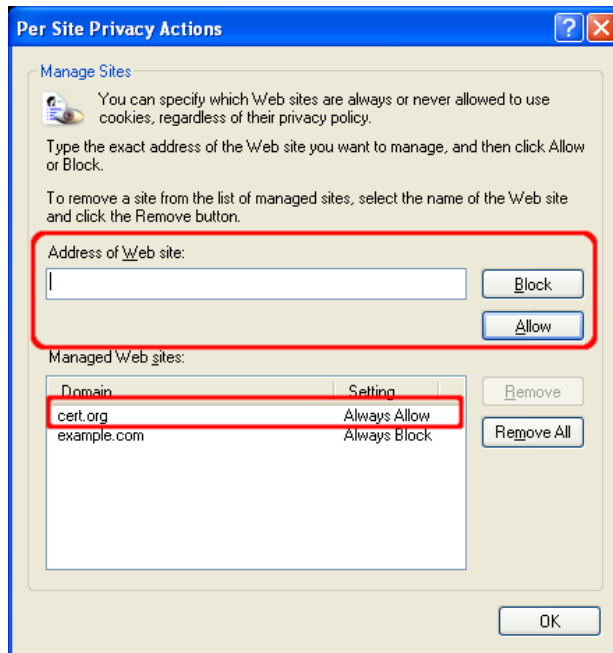 Per Site Privacy Actions
Manage Sites
You can specify which Web sites are always or never allowed to use
cookies, regardless of their privacy policy.
Type the exact address of the Web site you want to manage, and then click Allow
or Block.
To remove a site from the list of managed sites, select the name of the Web site
and click the Remove button.
Address of Web site:
Block
Allow
Managed Web sites:
Domain Setting
Remove
cert.org Always Allow
example.com Always Block
Remove All
OK